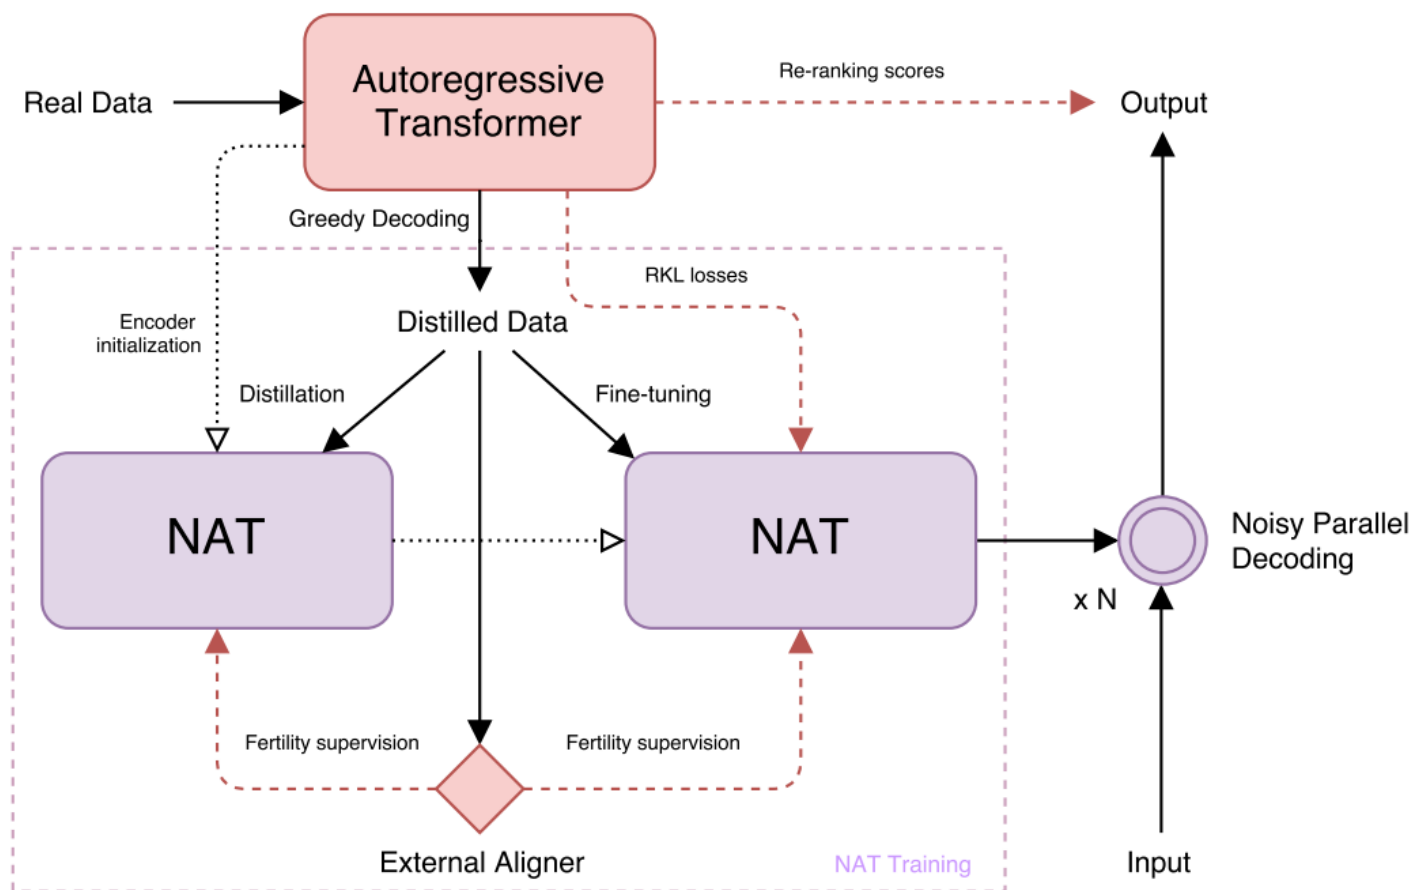 Re-ranking scores
Real Data
Autoregressive
Transformer
Output
Greedy Decoding
RKL losses
Encoder
initialization
Distilled Data
Distillation
Fine-tuning
NAT
NAT
Noisy Parallel
Decoding
x N
Fertility supervision
Fertility supervision
External Aligner
NAT Training
Input